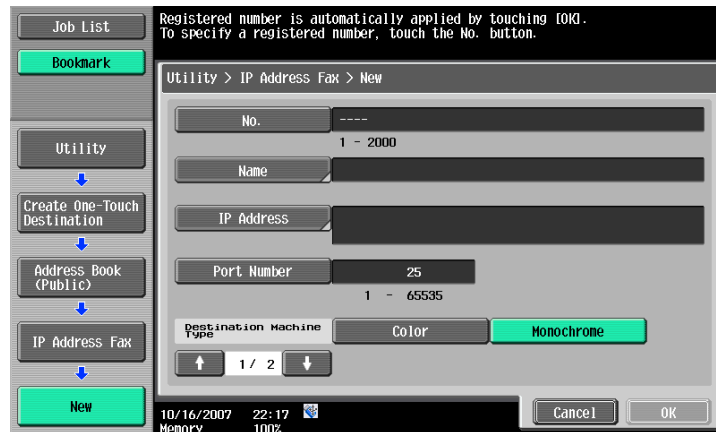 Job List
Bookmark
Registered number is automatically applied by touching [OK].
To specify a registered number, touch the No. button.
Utility > IP Address Fax > New
No.
----
1 - 2000
Name
IP Address
Port Number
25
1 - 65535
Destination Machine
Type
Color
Monochrome
1/ 2
Utility
Create One-Touch
Destination
Address Book
(Public)
IP Address Fax
New
10/16/2007 22:17
Memory 100%
Cancel
OK